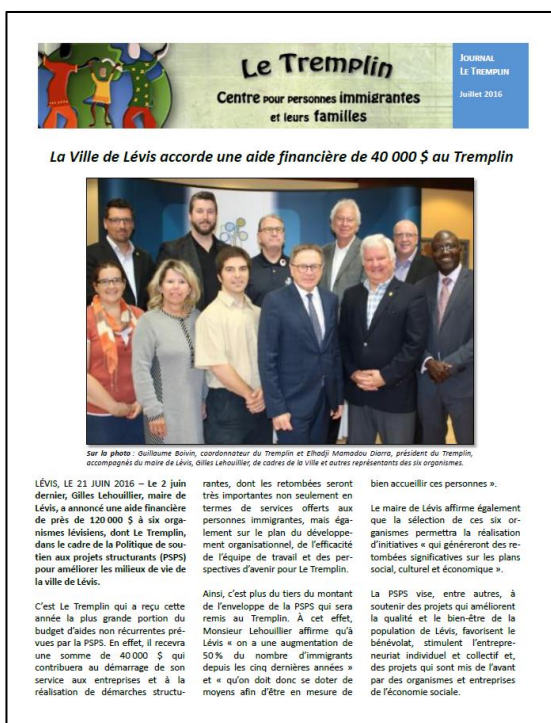 Le Tremplin
Centre pour personnes immigrantes
et leurs familles
JOURNAL
LE TREMPLIN
Juillet 2016
La Ville de Lévis accorde une aide financière de 40 000 $ au Tremplin
Sur la photo : Guillaume Boivin, coordonnateur du Tremplin et Elhadji Mamadou Diarra, président du Tremplin,
accompagnés du maire de Lévis, Gilles Lehouillier, de cadres de la ville et autres représentants des six organismes.
LÉVIS, LE 21 JUIN 2016 – Le 2 juin
dernier, Gilles Lehouillier, maire de
Lévis, a annoncé une aide financière
de près de 120 000 $ à six orga-
nismes lévisiens, dont Le Tremplin,
dans le cadre de la Politique de sou-
tien aux projets structurants (PSPS)
pour améliorer les milieux de vie de
la ville de Lévis.
C'est Le Tremplin qui a reçu cette
année la plus grande portion du
budget d'aides non récurrentes pré-
vues par la PSPS. En effet, il recevra
une somme de 40 000 $ qui
contribuera au démarrage de son
service aux entreprises et à la
réalisation de démarches structu-
rantes, dont les retombées seront
très importantes non seulement en
termes de services offerts aux
personnes immigrantes, mais éga-
lement sur le plan du développe-
ment organisationnel, de l'efficacité
de l'équipe de travail et des per-
spectives d'avenir pour Le Tremplin.
Ainsi, c'est plus du tiers du montant
de l'enveloppe de la PSPS qui sera
remis au Tremplin. À cet effet,
Monsieur Lehouillier affirme qu'à
Lévis « on a une augmentation de
50 % du nombre d'immigrants
depuis les cinq dernières années »
et « qu'on doit donc se doter de
moyens afin d'être en mesure de
bien accueillir ces personnes ».
Le maire de Lévis affirme également
que la sélection de ces six or-
ganismes permettra la réalisation
d'initiatives « qui généreront des re-
tombées significatives sur les plans
social, culturel et économique ».
La PSPS vise, entre autres, à
soutenir des projets qui améliorent
la qualité et le bien-être de la
population de Lévis, favorisent le
bénévolat, stimulent l'entrepre-
neuriat individuel et collectif et,
des projets qui sont mis de l'avant
par des organismes et entreprises
de l'économie sociale.